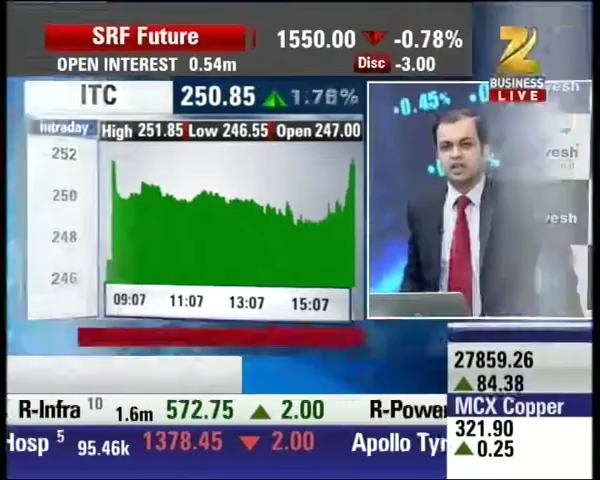 SRF Future 1550.00 -0.78%
OPEN INTEREST 0.54m Disc -3.00
Z
BUSINESS
LIVE
ITC 250.85 1.76%
Intraday High 251.85 Low 246.55 Open 247.00
252
250
248
246
09:07 11:07 13:07 15:07
0.45%
vesh
vesh
vesh
27859.26
84.38
R-Infra 10 1.6m 572.75 2.00 R-Power
MCX Copper
Hosp 5 95.46k 1378.45 2.00 Apollo Tyr
321.90
0.25